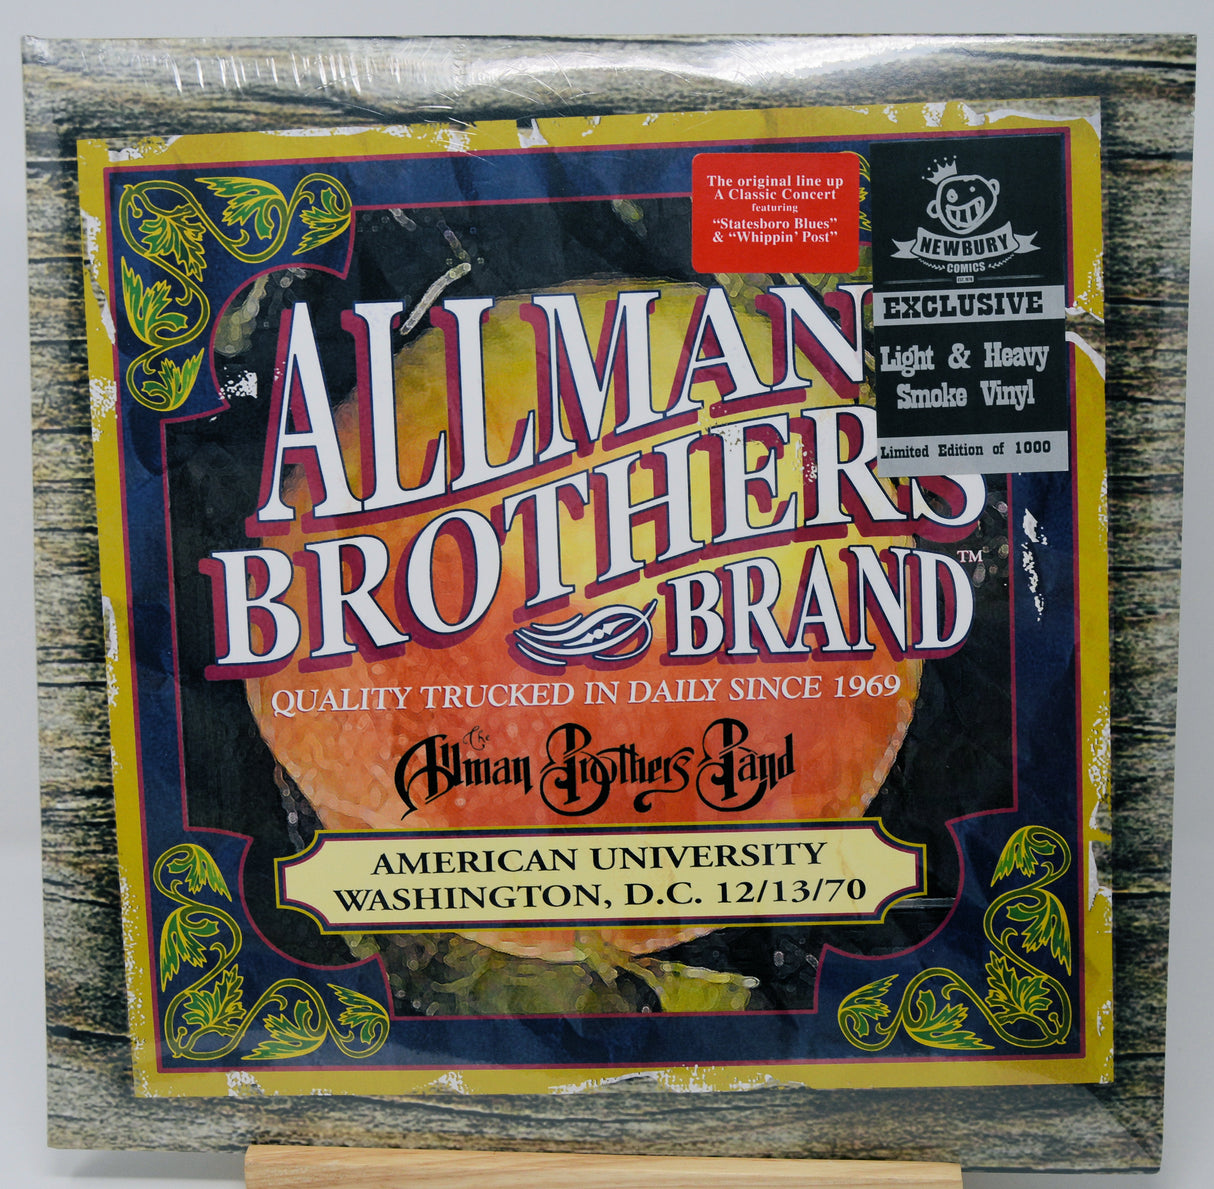 The original line up
A Classic Concert
featuring
"Statesboro Blues"
& "Whippin' Post"
NEWBURY
COMICS
EXCLUSIVE
Light & Heavy
Smoke Vinyl
Limited Edition of 1000
ALLMAN
BROTHERS
BRAND™
QUALITY TRUCKED IN DAILY SINCE 1969
The
Allman Brothers Band
AMERICAN UNIVERSITY
WASHINGTON, D.C. 12/13/70